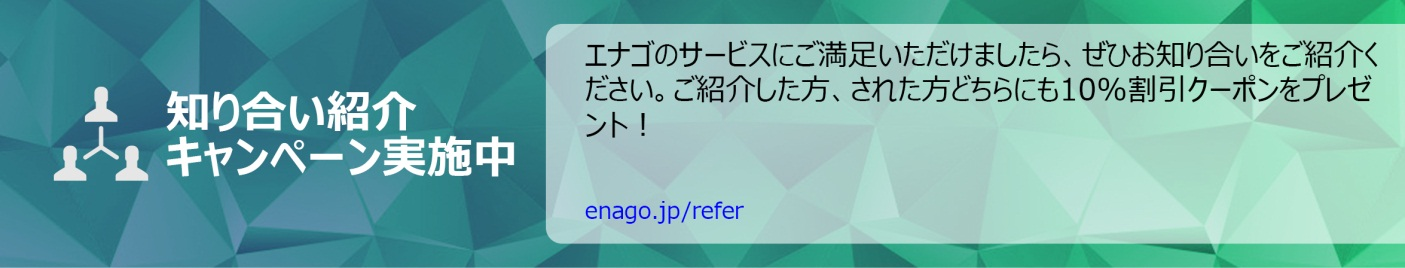 知り合い紹介
キャンペーン実施中
エナゴのサービスにご満足いただけましたら、ぜひお知り合いをご紹介く
ださい。ご紹介した方、された方どちらにも10%割引クーポンをプレゼ
ント！
enago.jp/refer